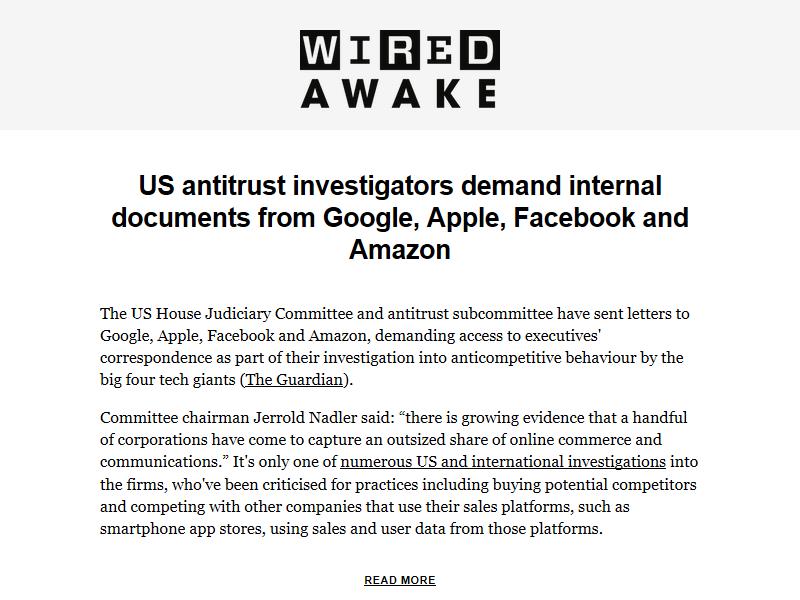 WIRED
AWAKE
US antitrust investigators demand internal
documents from Google, Apple, Facebook and
Amazon
The US House Judiciary Committee and antitrust subcommittee have sent letters to
Google, Apple, Facebook and Amazon, demanding access to executives'
correspondence as part of their investigation into anticompetitive behaviour by the
big four tech giants (The Guardian).
Committee chairman Jerrold Nadler said: “there is growing evidence that a handful
of corporations have come to capture an outsized share of online commerce and
communications.” It's only one of numerous US and international investigations into
the firms, who've been criticised for practices including buying potential competitors
and competing with other companies that use their sales platforms, such as
smartphone app stores, using sales and user data from those platforms.
READ MORE